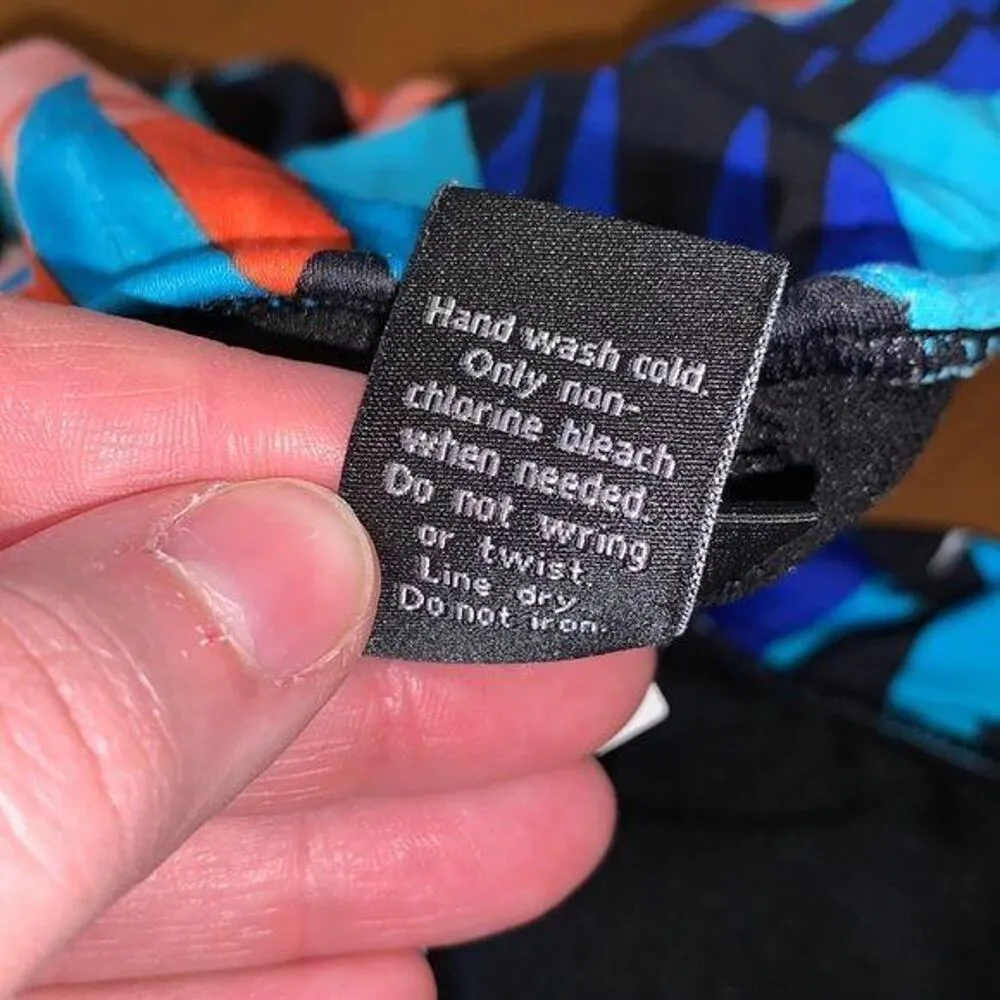 Hand wash cold.
Only non-
chlorine bleach
when needed.
Do not wring
or twist.
Line dry.
Do not iron.